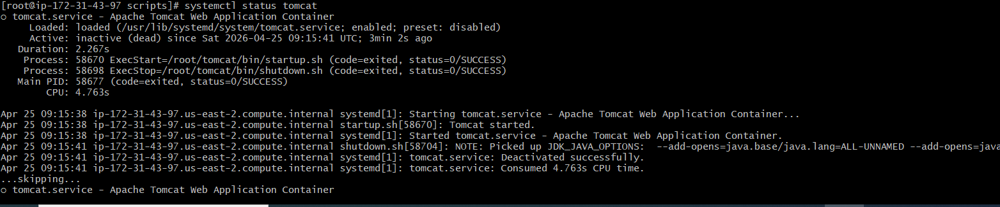 [root@ip-172-31-43-97 scripts]# systemctl status tomcat
○ tomcat.service - Apache Tomcat Web Application Container
     Loaded: loaded (/usr/lib/systemd/system/tomcat.service; enabled; preset: disabled)
     Active: inactive (dead) since Sat 2026-04-25 09:15:41 UTC; 3min 2s ago
   Duration: 2.267s
    Process: 58670 ExecStart=/root/tomcat/bin/startup.sh (code=exited, status=0/SUCCESS)
    Process: 58698 ExecStop=/root/tomcat/bin/shutdown.sh (code=exited, status=0/SUCCESS)
   Main PID: 58677 (code=exited, status=0/SUCCESS)
        CPU: 4.763s

Apr 25 09:15:38 ip-172-31-43-97.us-east-2.compute.internal systemd[1]: Starting tomcat.service - Apache Tomcat Web Application Container...
Apr 25 09:15:38 ip-172-31-43-97.us-east-2.compute.internal startup.sh[58670]: Tomcat started.
Apr 25 09:15:38 ip-172-31-43-97.us-east-2.compute.internal systemd[1]: Started tomcat.service - Apache Tomcat Web Application Container.
Apr 25 09:15:41 ip-172-31-43-97.us-east-2.compute.internal shutdown.sh[58704]: NOTE: Picked up JDK_JAVA_OPTIONS:  --add-opens=java.base/java.lang=ALL-UNNAMED --add-opens=java
Apr 25 09:15:41 ip-172-31-43-97.us-east-2.compute.internal systemd[1]: tomcat.service: Deactivated successfully.
Apr 25 09:15:41 ip-172-31-43-97.us-east-2.compute.internal systemd[1]: tomcat.service: Consumed 4.763s CPU time.
...skipping...
○ tomcat.service - Apache Tomcat Web Application Container